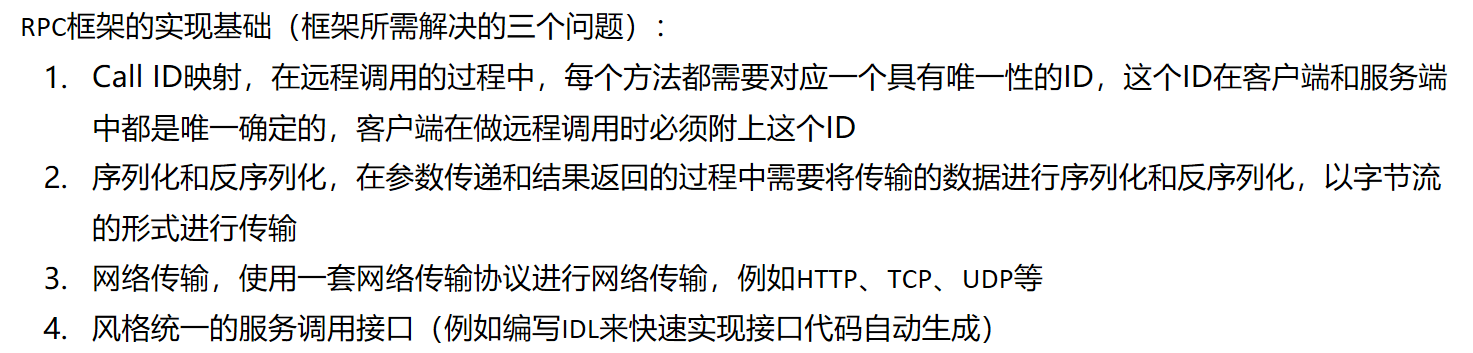 RPC框架的实现基础（框架所需解决的三个问题）：
1. Call ID映射，在远程调用的过程中，每个方法都需要对应一个具有唯一性的ID，这个ID在客户端和服务端
中都是唯一确定的，客户端在做远程调用时必须附上这个ID
2. 序列化和反序列化，在参数传递和结果返回的过程中需要将传输的数据进行序列化和反序列化，以字节流
的形式进行传输
3. 网络传输，使用一套网络传输协议进行网络传输，例如HTTP、TCP、UDP等
4. 风格统一的服务调用接口（例如编写IDL来快速实现接口代码自动生成）